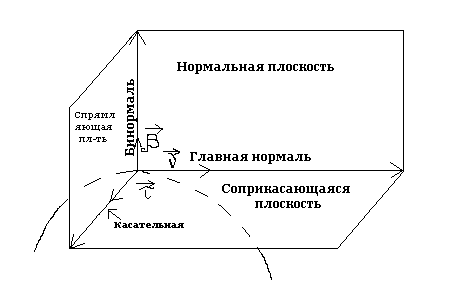 Нормальная плоскость
Спрямл
яющая
пл-ть
Бинормаль
β
ν
Главная нормаль
τ
Соприкасающаяся
плоскость
касательная